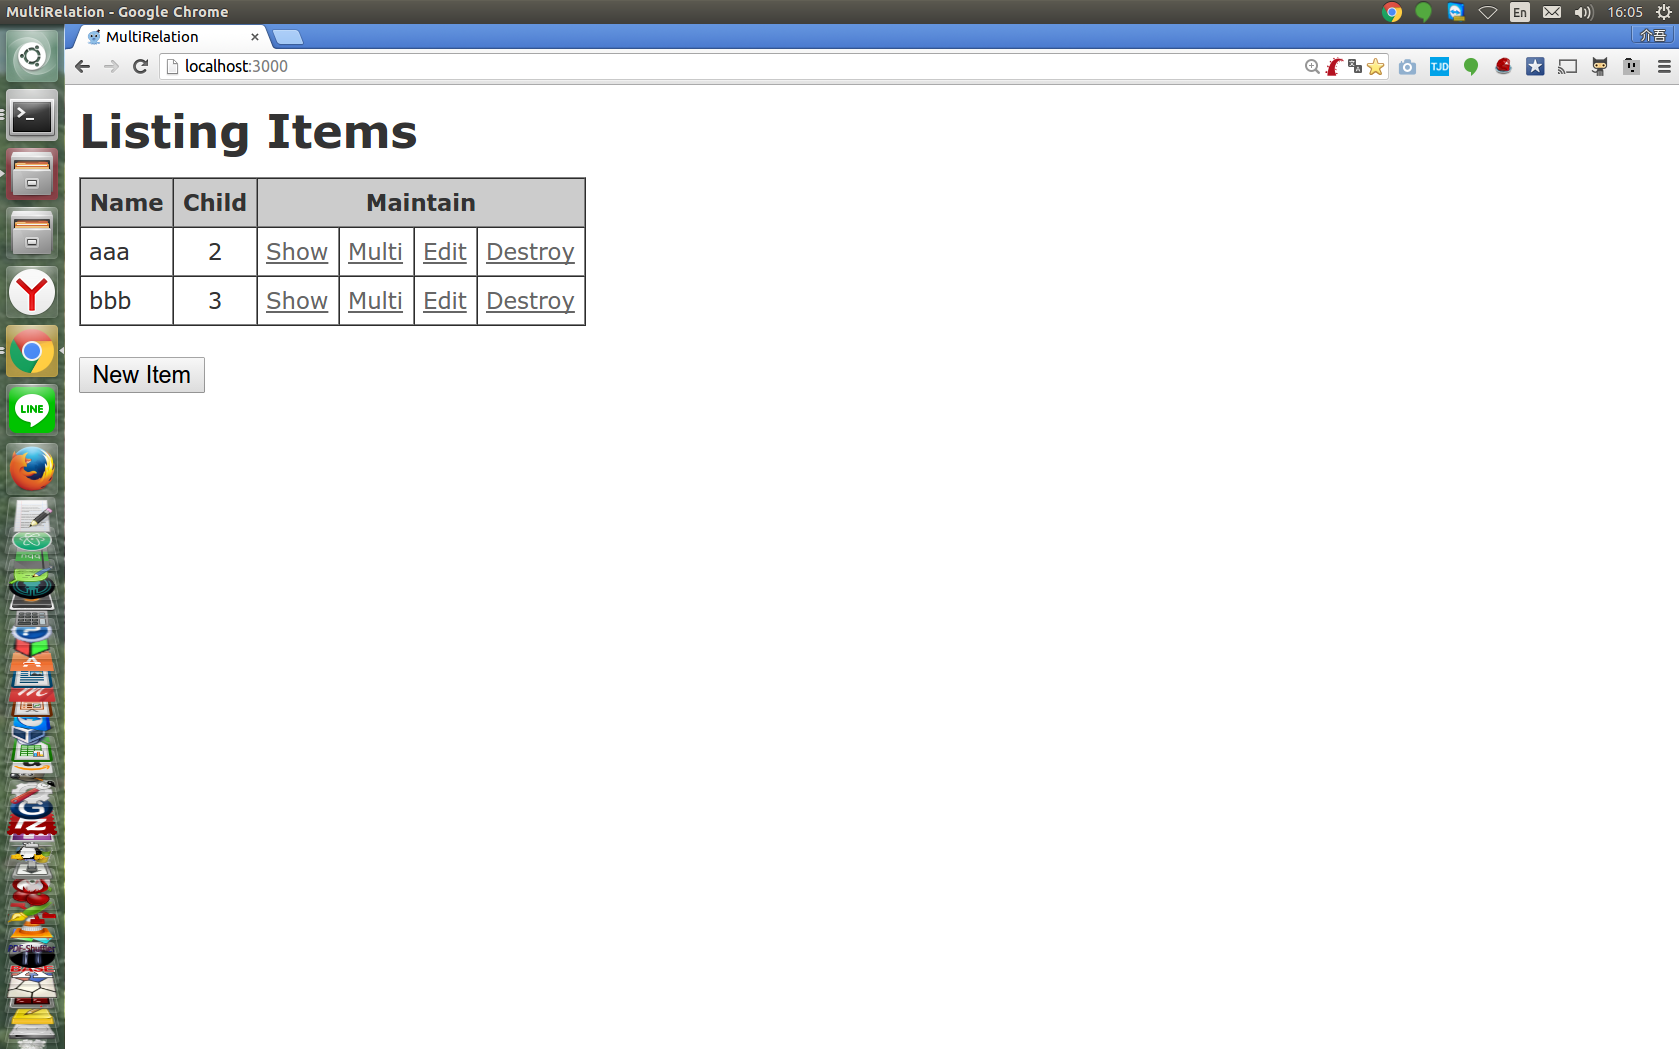 MultiRelation - Google Chrome
En
16:05
MultiRelation
介吾
localhost:3000
TJD
Listing Items
Name Child Maintain
aaa 2 Show Multi Edit Destroy
bbb 3 Show Multi Edit Destroy
New Item
LINE